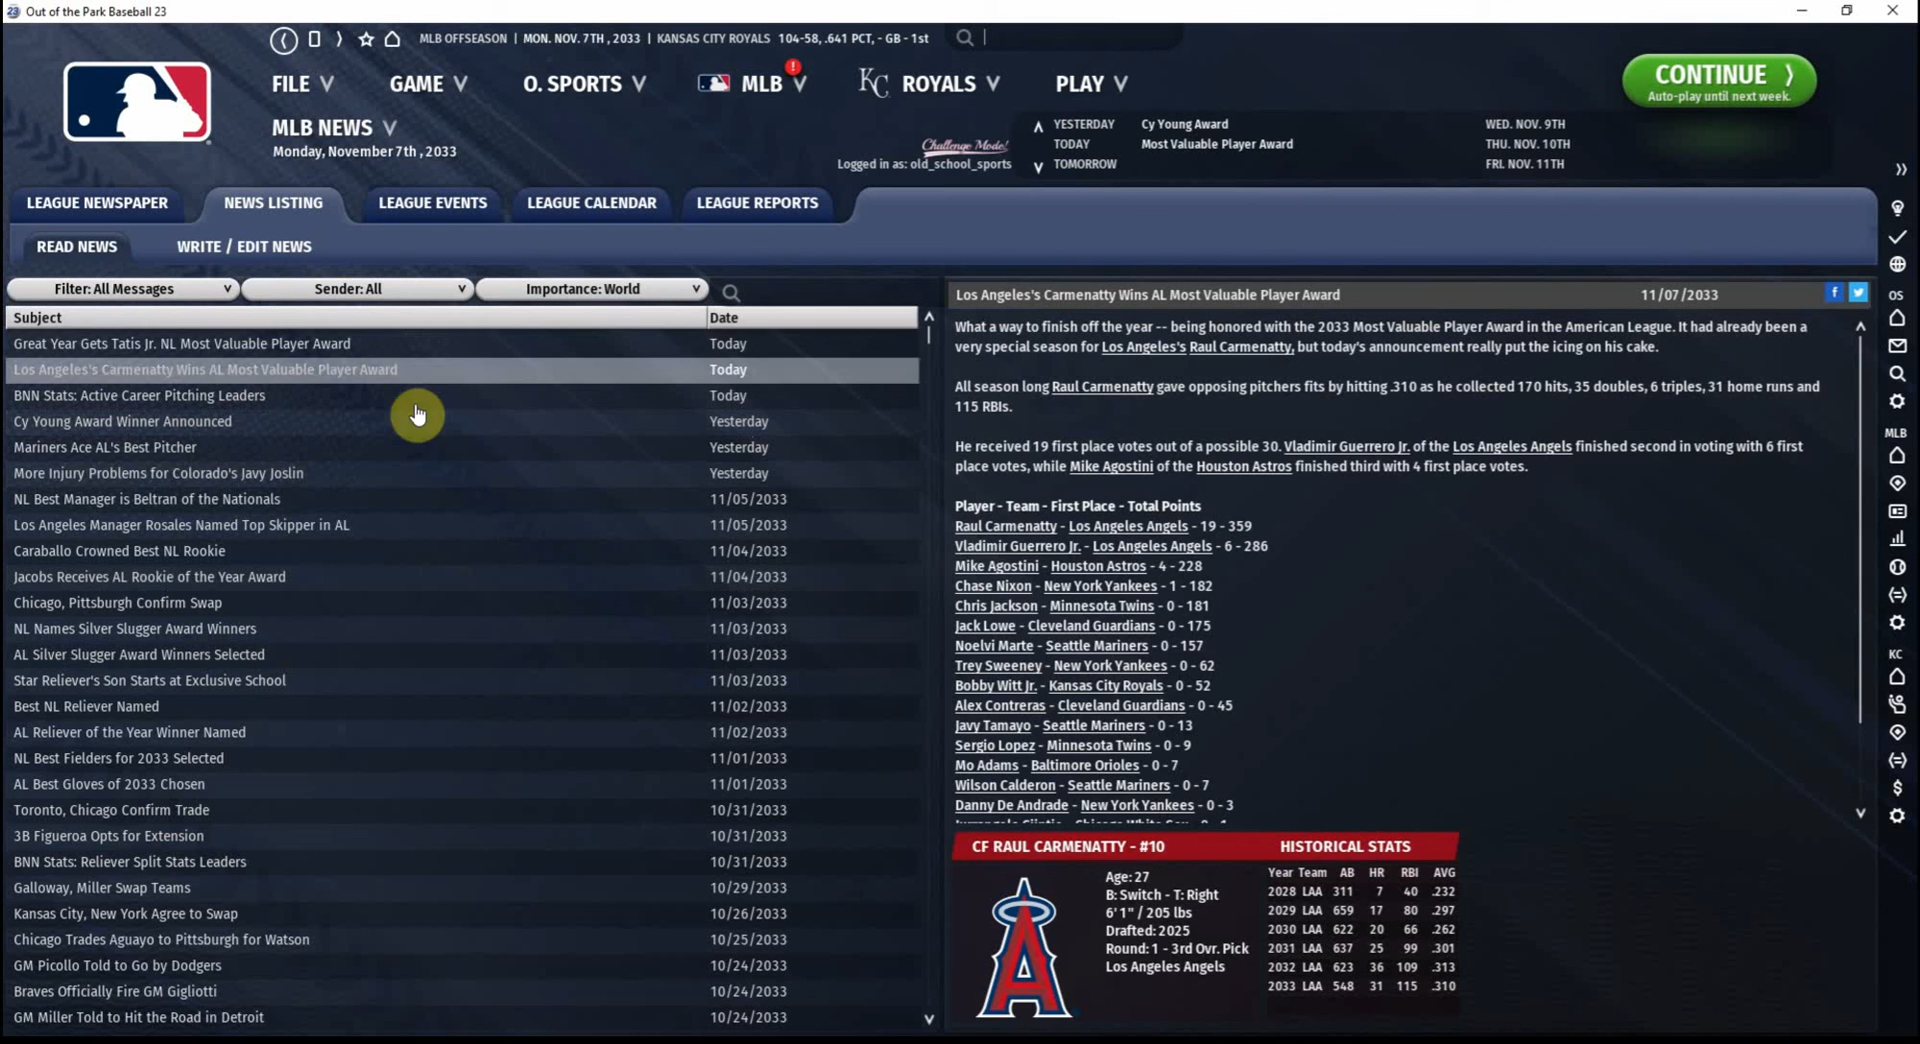 Out of the Park Baseball 23
MLB OFFSEASON | MON. NOV. 7TH , 2033 | KANSAS CITY ROYALS 104-58, .641 PCT, - GB - 1st
FILE GAME O. SPORTS MLB KC ROYALS PLAY
CONTINUE
Auto-play until next week.
MLB NEWS
Monday, November 7th , 2033
Challenge Mode!
Logged in as: old_school_sports
YESTERDAY Cy Young Award WED. NOV. 9TH
TODAY Most Valuable Player Award THU. NOV. 10TH
TOMORROW FRI. NOV. 11TH
LEAGUE NEWSPAPER NEWS LISTING LEAGUE EVENTS LEAGUE CALENDAR LEAGUE REPORTS
READ NEWS WRITE / EDIT NEWS
Filter: All Messages Sender: All Importance: World
Subject Date
Great Year Gets Tatis Jr. NL Most Valuable Player Award Today
Los Angeles's Carmenatty Wins AL Most Valuable Player Award Today
BNN Stats: Active Career Pitching Leaders Today
Cy Young Award Winner Announced Yesterday
Mariners Ace AL's Best Pitcher Yesterday
More Injury Problems for Colorado's Javy Joslin Yesterday
NL Best Manager is Beltran of the Nationals 11/05/2033
Los Angeles Manager Rosales Named Top Skipper in AL 11/05/2033
Caraballo Crowned Best NL Rookie 11/04/2033
Jacobs Receives AL Rookie of the Year Award 11/04/2033
Chicago, Pittsburgh Confirm Swap 11/03/2033
NL Names Silver Slugger Award Winners 11/03/2033
AL Silver Slugger Award Winners Selected 11/03/2033
Star Reliever's Son Starts at Exclusive School 11/03/2033
Best NL Reliever Named 11/02/2033
AL Reliever of the Year Winner Named 11/02/2033
NL Best Fielders for 2033 Selected 11/01/2033
AL Best Gloves of 2033 Chosen 11/01/2033
Toronto, Chicago Confirm Trade 10/31/2033
3B Figueroa Opts for Extension 10/31/2033
BNN Stats: Reliever Split Stats Leaders 10/31/2033
Galloway, Miller Swap Teams 10/29/2033
Kansas City, New York Agree to Swap 10/26/2033
Chicago Trades Aguayo to Pittsburgh for Watson 10/25/2033
GM Picollo Told to Go by Dodgers 10/24/2033
Braves Officially Fire GM Gigliotti 10/24/2033
GM Miller Told to Hit the Road in Detroit 10/24/2033
Los Angeles's Carmenatty Wins AL Most Valuable Player Award 11/07/2033
What a way to finish off the year -- being honored with the 2033 Most Valuable Player Award in the American League. It had already been a
very special season for Los Angeles's Raul Carmenatty, but today's announcement really put the icing on his cake.
All season long Raul Carmenatty gave opposing pitchers fits by hitting .310 as he collected 170 hits, 35 doubles, 6 triples, 31 home runs and
115 RBIs.
He received 19 first place votes out of a possible 30. Vladimir Guerrero Jr. of the Los Angeles Angels finished second in voting with 6 first
place votes, while Mike Agostini of the Houston Astros finished third with 4 first place votes.
Player - Team - First Place - Total Points
Raul Carmenatty - Los Angeles Angels - 19 - 359
Vladimir Guerrero Jr. - Los Angeles Angels - 6 - 286
Mike Agostini - Houston Astros - 4 - 228
Chase Nixon - New York Yankees - 1 - 182
Chris Jackson - Minnesota Twins - 0 - 181
Jack Lowe - Cleveland Guardians - 0 - 175
Noelvi Marte - Seattle Mariners - 0 - 157
Trey Sweeney - New York Yankees - 0 - 62
Bobby Witt Jr. - Kansas City Royals - 0 - 52
Alex Contreras - Cleveland Guardians - 0 - 45
Javy Tamayo - Seattle Mariners - 0 - 13
Sergio Lopez - Minnesota Twins - 0 - 9
Mo Adams - Baltimore Orioles - 0 - 7
Wilson Calderon - Seattle Mariners - 0 - 7
Danny De Andrade - New York Yankees - 0 - 3
CF RAUL CARMENATTY - #10
Age: 27
B: Switch - T: Right
6' 1" / 205 lbs
Drafted: 2025
Round: 1 - 3rd Ovr. Pick
Los Angeles Angels
HISTORICAL STATS
Year Team AB HR RBI AVG
2028 LAA 311 7 40 .232
2029 LAA 659 17 80 .297
2030 LAA 622 20 66 .262
2031 LAA 637 25 99 .301
2032 LAA 623 36 109 .313
2033 LAA 548 31 115 .310
OS
MLB
KC